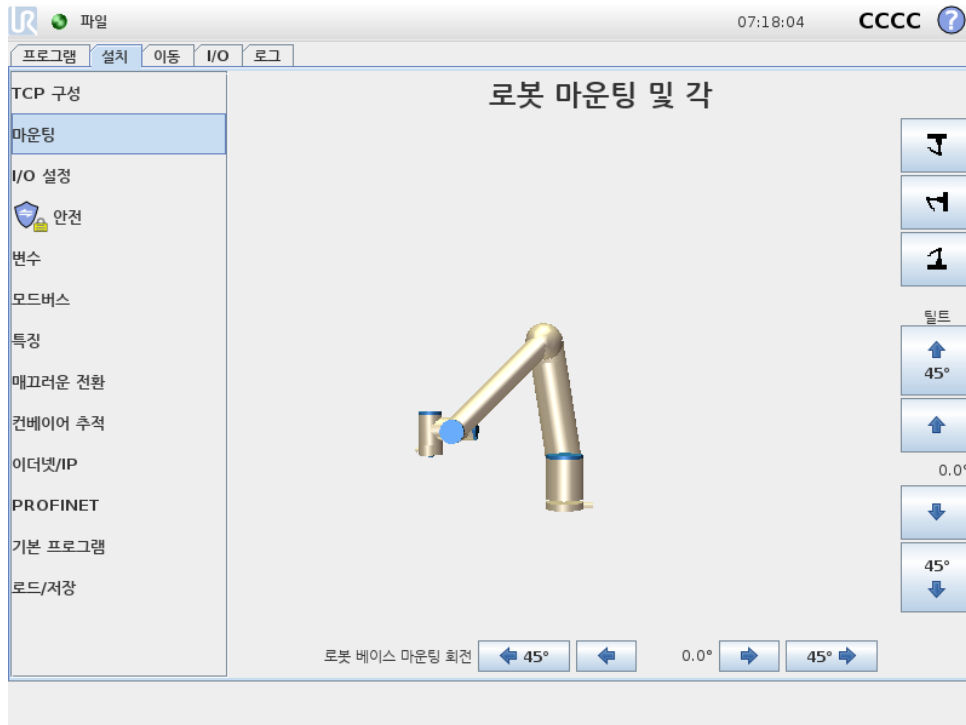 UR 파일 07:18:04 CCCC ?
프로그램 설치 이동 I/O 로그
TCP 구성
마운팅
I/O 설정
안전
변수
모드버스
특징
매끄러운 전환
컨베이어 추적
이더넷/IP
PROFINET
기본 프로그램
로드/저장
로봇 마운팅 및 각
틸트
45°
0.0°
45°
로봇 베이스 마운팅 회전 45° 0.0° 45°